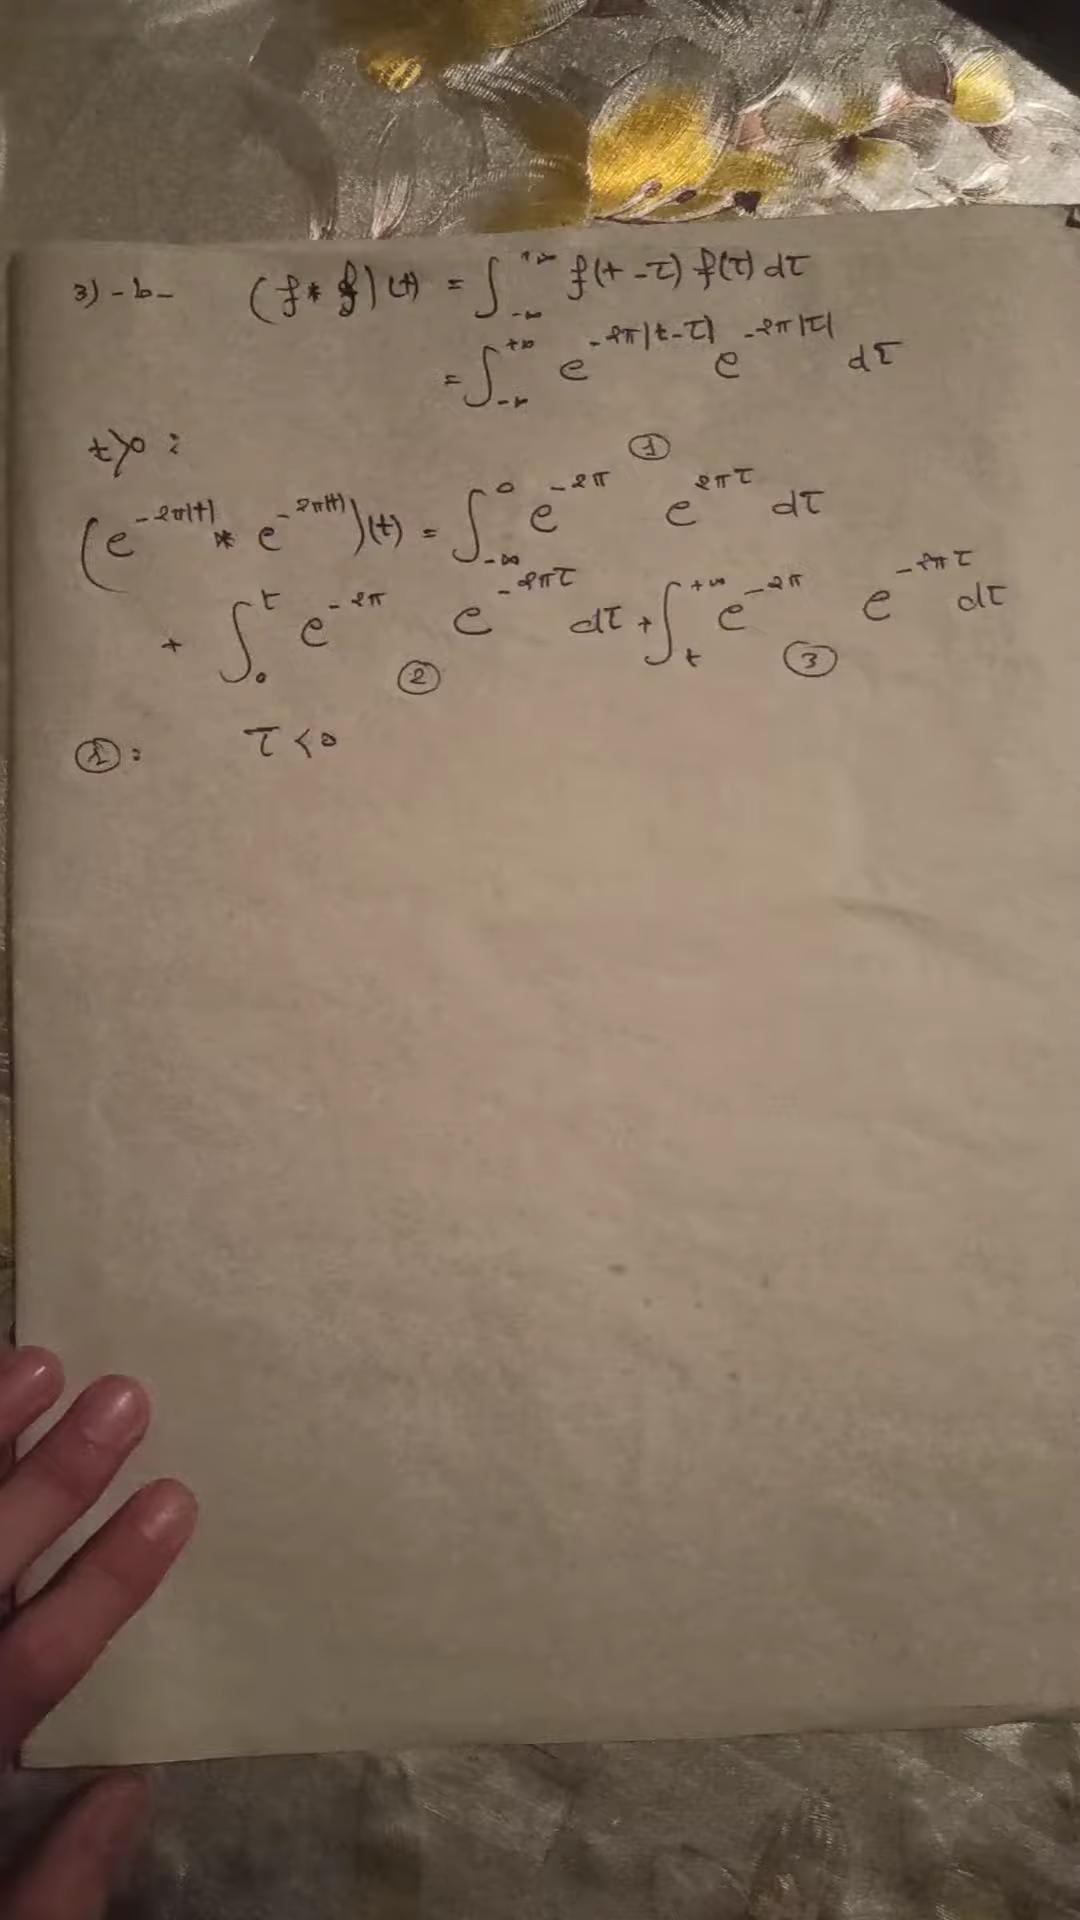 3) -b- (f * f)(t) = ∫_{-∞}^{+∞} f(t-τ) f(τ) dτ
= ∫_{-∞}^{+∞} e^{-2π|t-τ|} e^{-2π|τ|} dτ
t>0 :
(e^{-2π|t|} * e^{-2π|t|})(t) = ∫_{-∞}^{0} e^{-2π} e^{2πτ} dτ ①
+ ∫_{0}^{t} e^{-2π} e^{-2πτ} dτ + ∫_{t}^{+∞} e^{-2π} e^{-2πτ} dτ
② ③
① : τ < 0